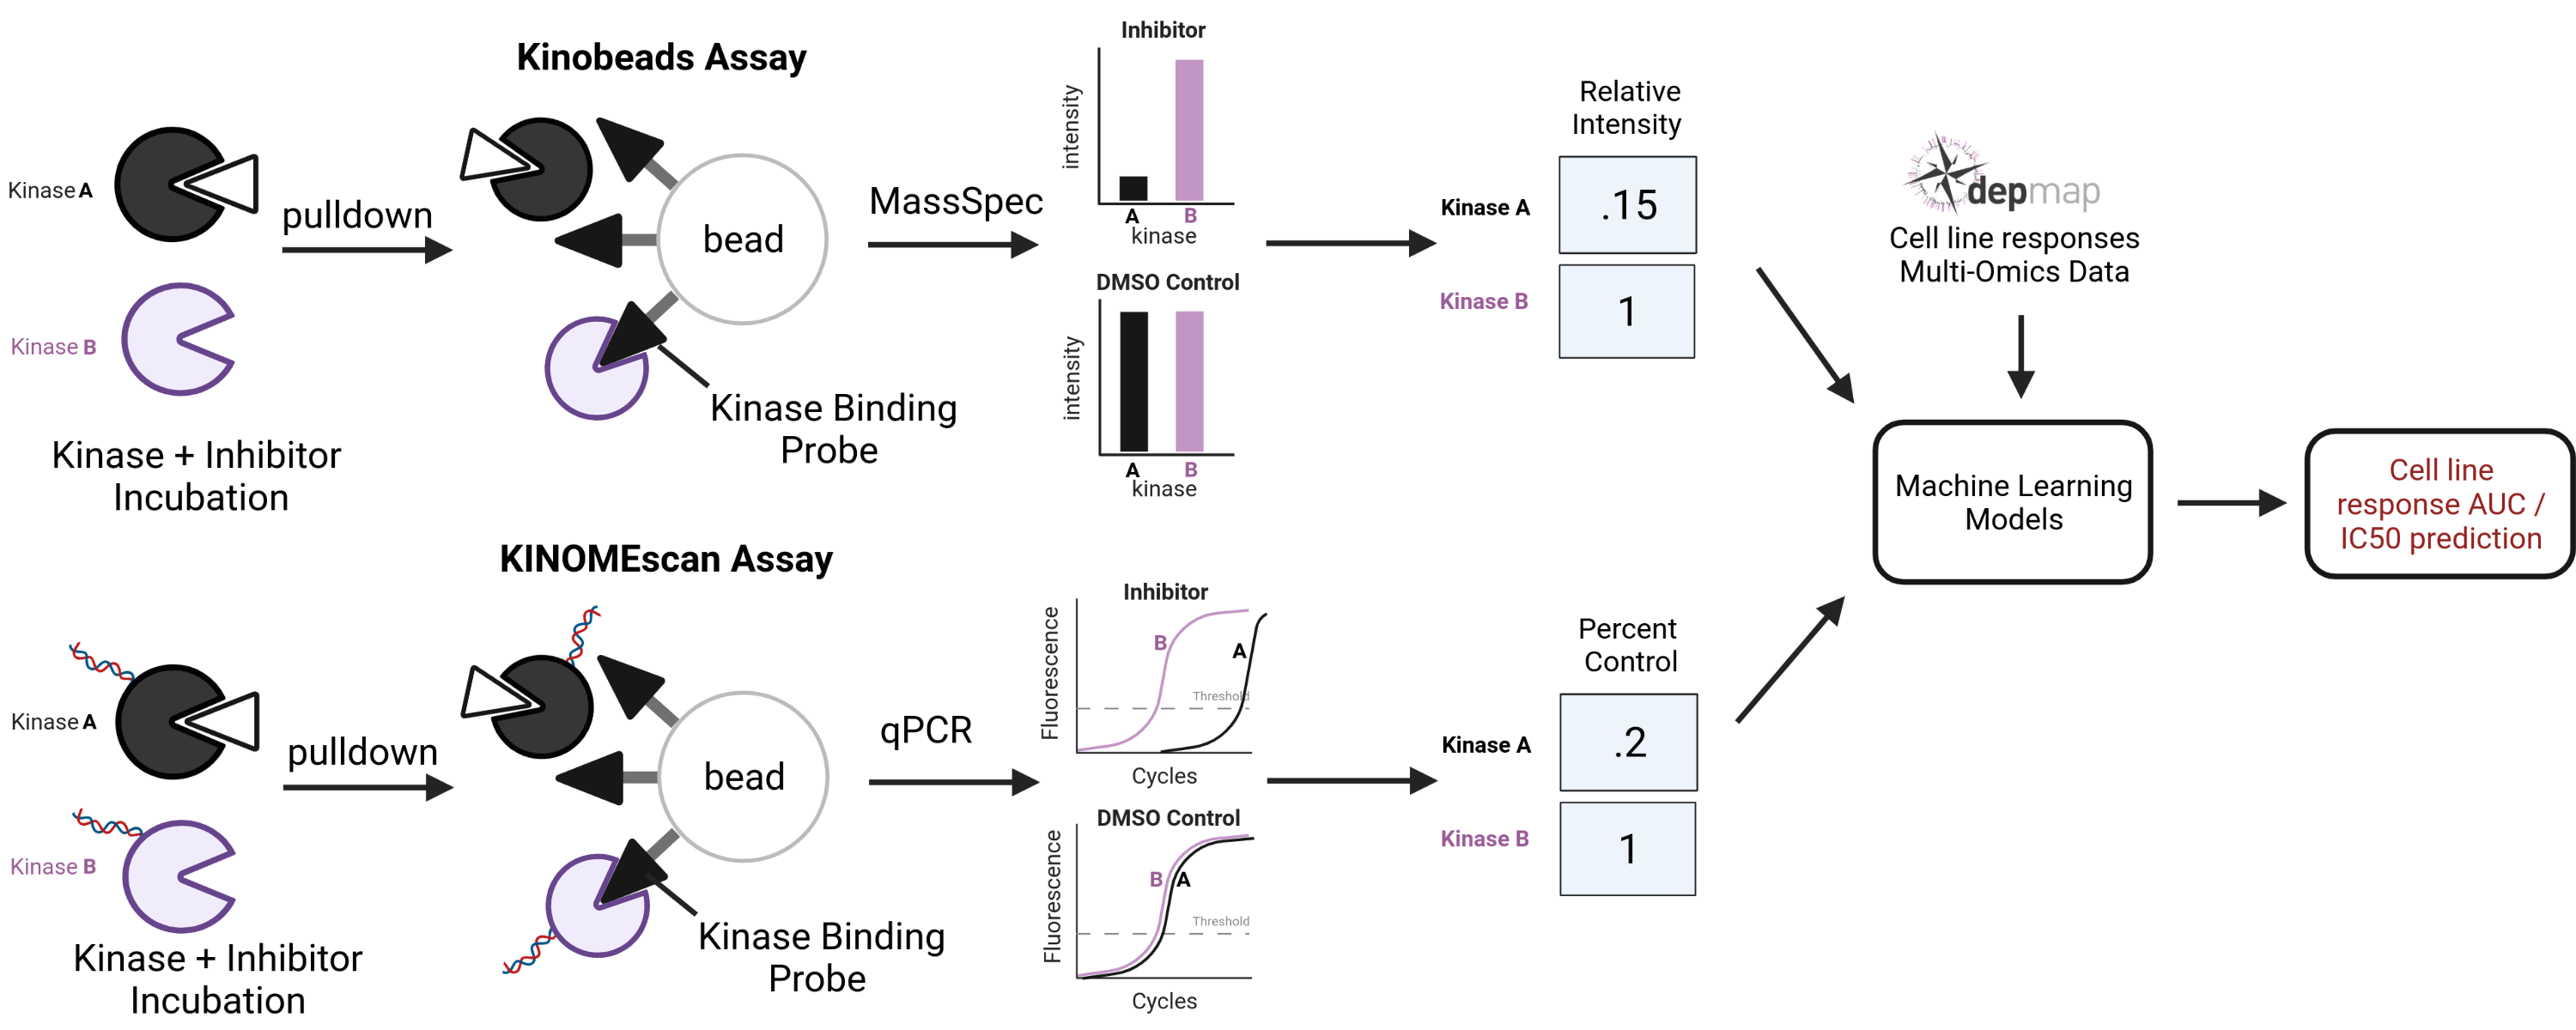 Kinobeads Assay
Kinase A
Kinase B
Kinase + Inhibitor
Incubation
pulldown
bead
Kinase Binding
Probe
MassSpec
Inhibitor
intensity
A B
kinase
DMSO Control
intensity
A B
kinase
Relative
Intensity
Kinase A
.15
Kinase B
1
depmap
Cell line responses
Multi-Omics Data
Machine Learning
Models
Cell line
response AUC /
IC50 prediction
KINOMEscan Assay
Kinase A
Kinase B
Kinase + Inhibitor
Incubation
pulldown
bead
Kinase Binding
Probe
qPCR
Inhibitor
Fluorescence
B
A
Threshold
Cycles
DMSO Control
Fluorescence
B A
Threshold
Cycles
Percent
Control
Kinase A
.2
Kinase B
1